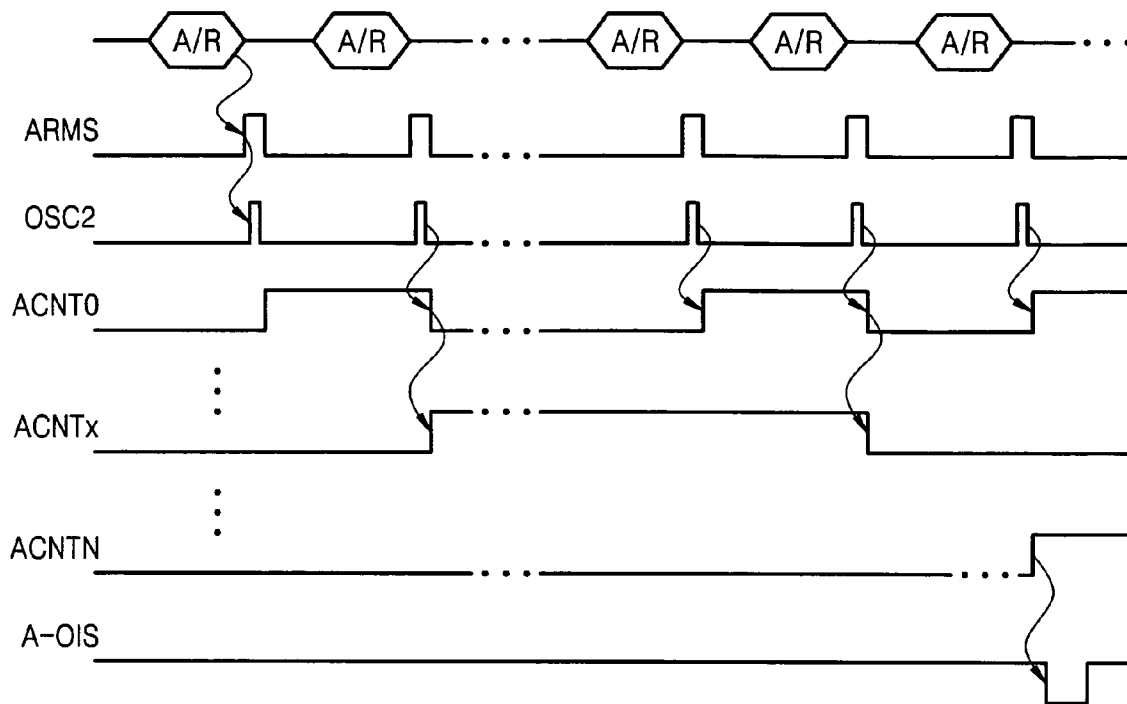 A/R A/R ... A/R A/R A/R ...
ARMS ...
OSC2 ...
ACNT0 ...
ACNTx ...
ACNTN ... ...
A-OIS